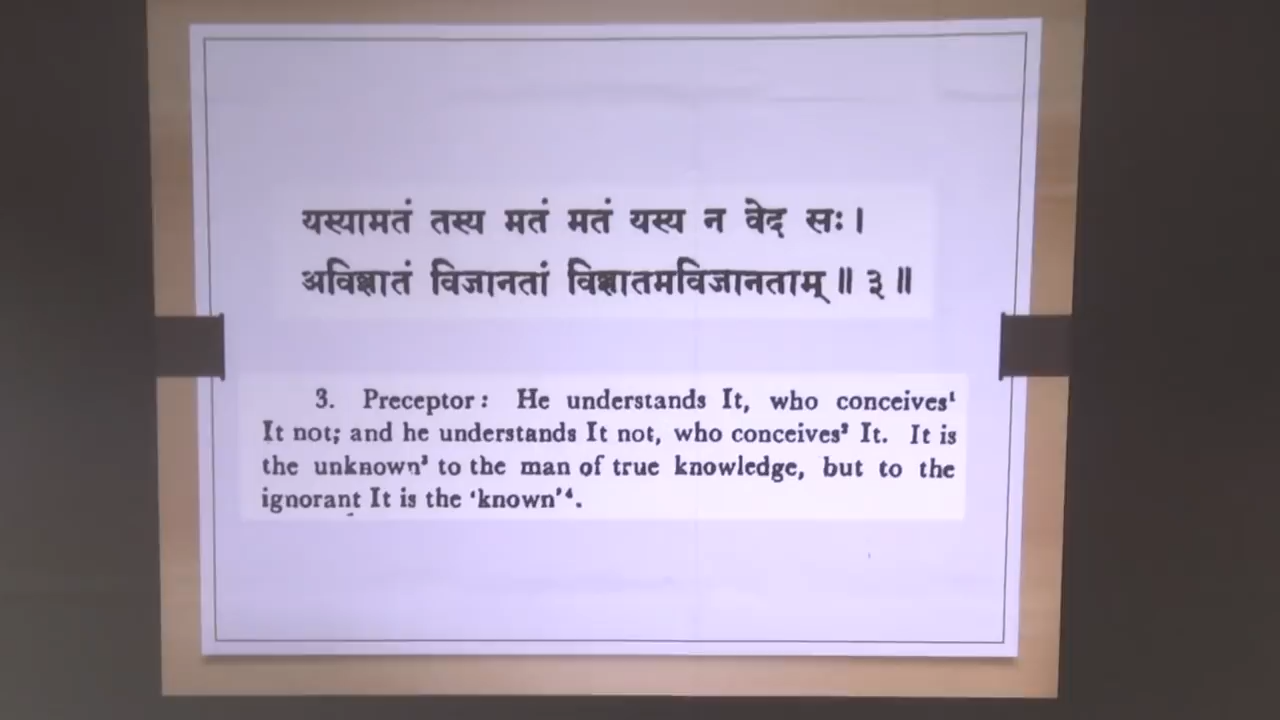 यस्यामतं तस्य मतं मतं यस्य न वेद सः।
अविज्ञातं विजानतां विज्ञातमविजानताम् ॥ ३ ॥
3. Preceptor: He understands It, who conceives¹
It not; and he understands It not, who conceives² It. It is
the unknown³ to the man of true knowledge, but to the
ignorant It is the ‘known’⁴.